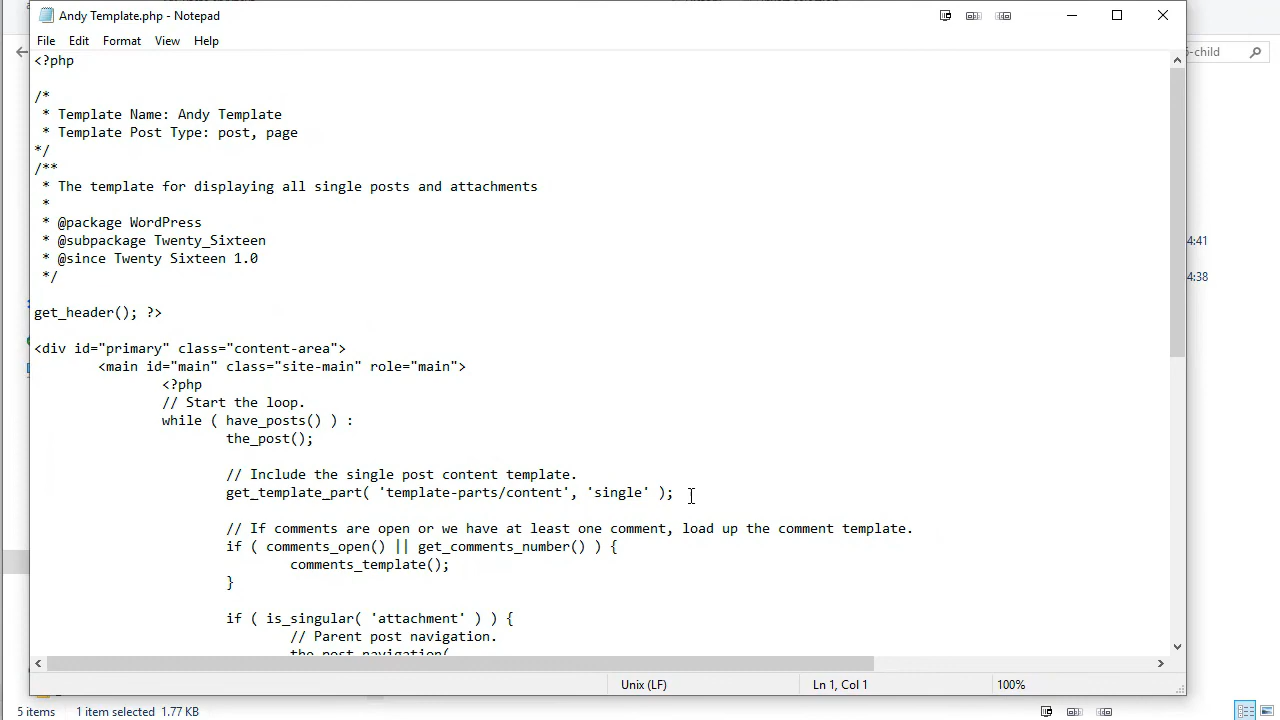 Andy Template.php - Notepad
File Edit Format View Help
<?php
5-child
/*
* Template Name: Andy Template
* Template Post Type: post, page
*/
/**
* The template for displaying all single posts and attachments
*
* @package WordPress
* @subpackage Twenty_Sixteen
4:41
* @since Twenty Sixteen 1.0
*/
4:38
get_header(); ?>
<div id="primary" class="content-area">
<main id="main" class="site-main" role="main">
<?php
// Start the loop.
while ( have_posts() ) :
the_post();
// Include the single post content template.
get_template_part( 'template-parts/content', 'single' );
// If comments are open or we have at least one comment, load up the comment template.
if ( comments_open() || get_comments_number() ) {
comments_template();
}
if ( is_singular( 'attachment' ) ) {
// Parent post navigation.
the_post_navigation(
Unix (LF) Ln 1, Col 1 100%
5 items 1 item selected 1.77 KB